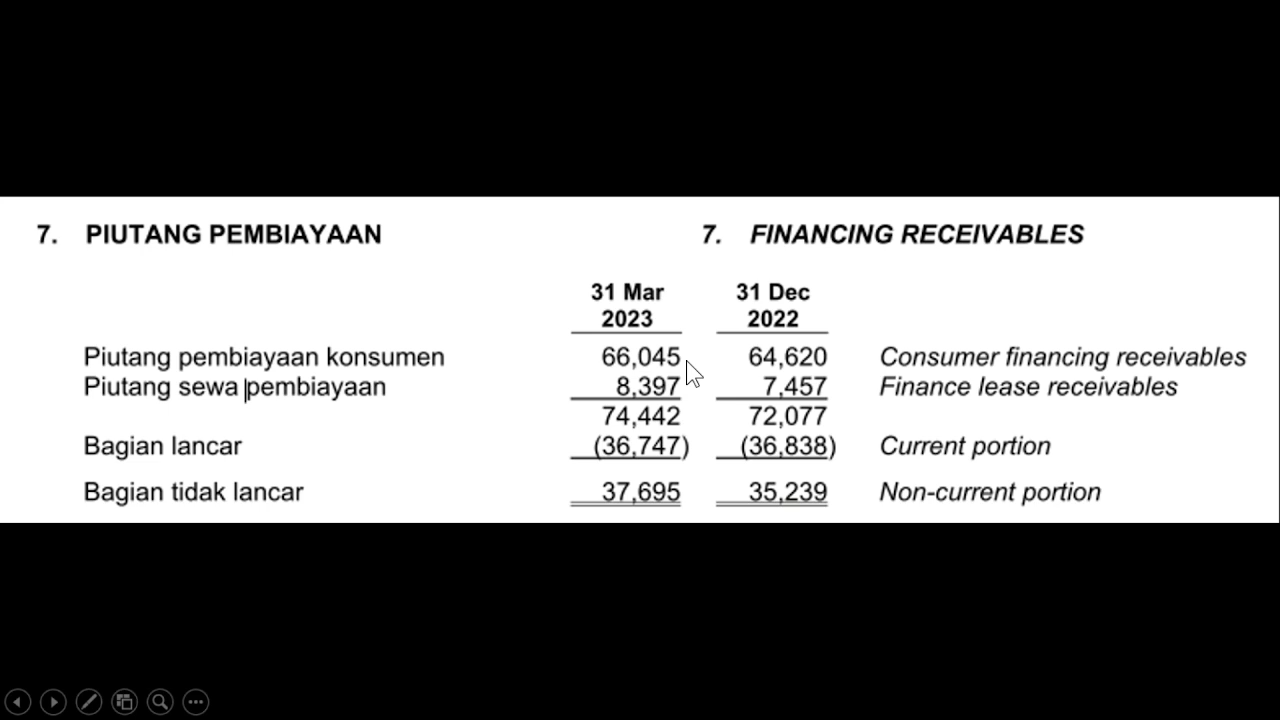 7. PIUTANG PEMBIAYAAN 7. FINANCING RECEIVABLES
31 Mar 31 Dec
2023 2022
Piutang pembiayaan konsumen 66,045 64,620 Consumer financing receivables
Piutang sewa pembiayaan 8,397 7,457 Finance lease receivables
74,442 72,077
Bagian lancar (36,747) (36,838) Current portion
Bagian tidak lancar 37,695 35,239 Non-current portion